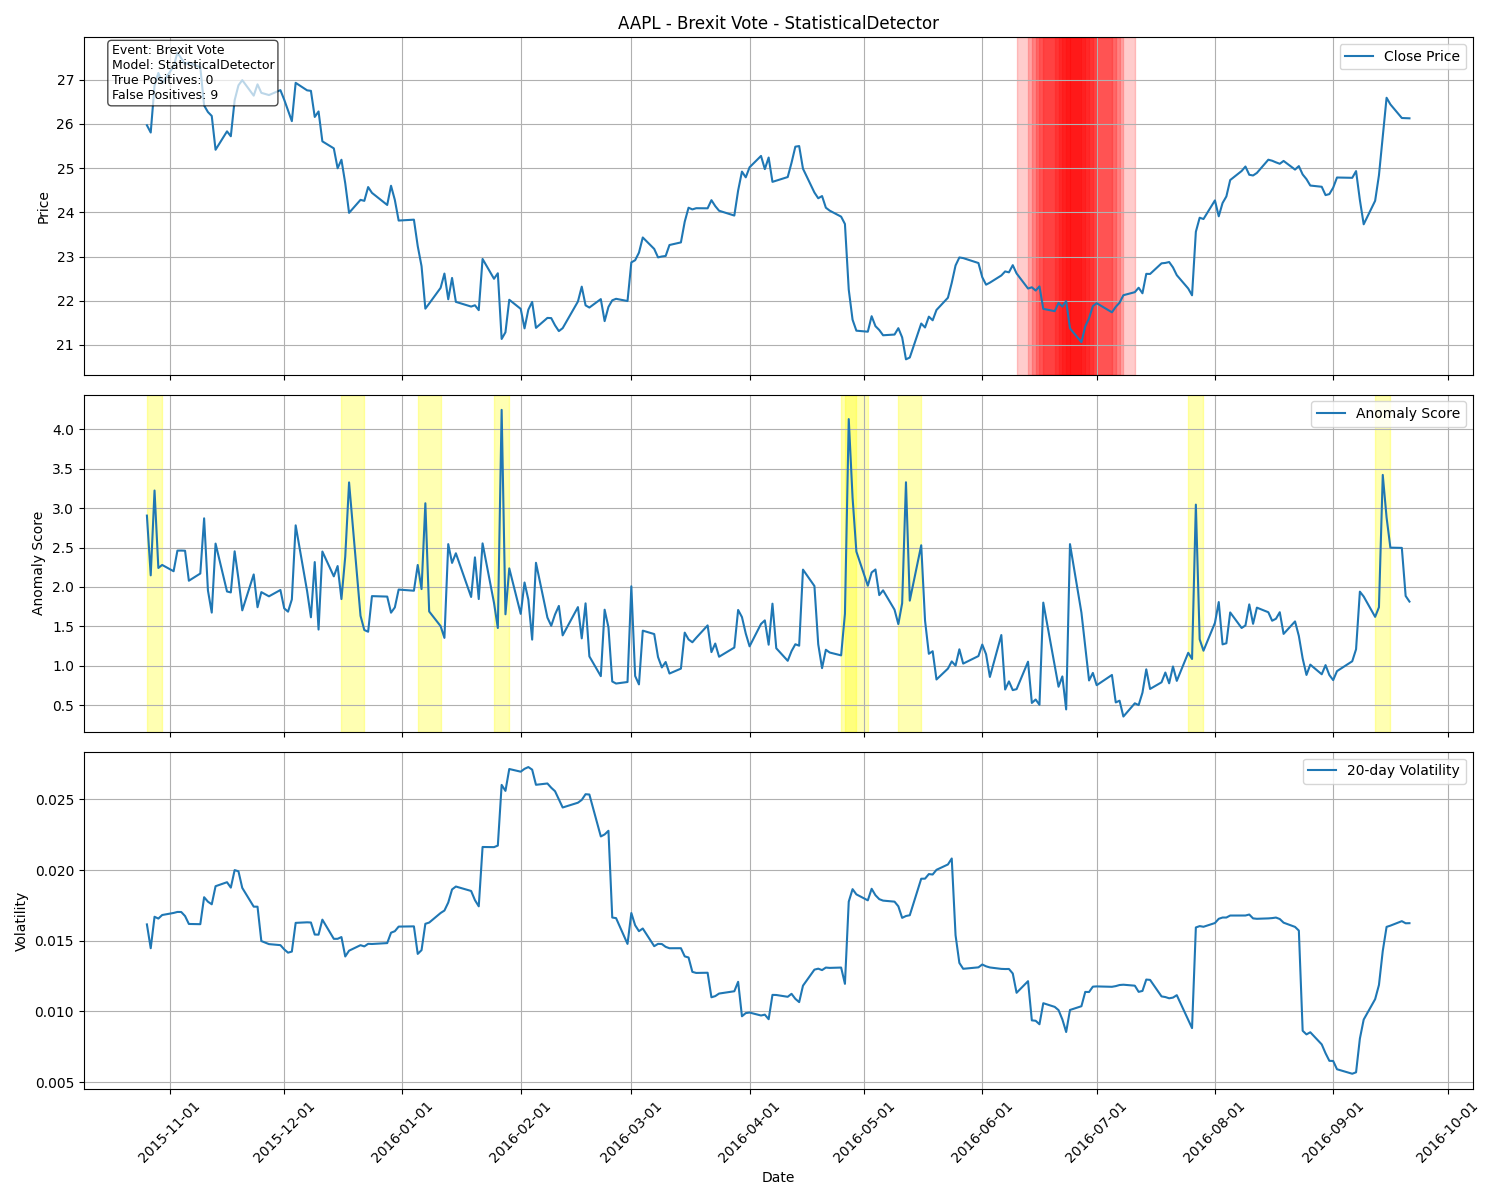 AAPL - Brexit Vote - StatisticalDetector
Event: Brexit Vote
Model: StatisticalDetector
True Positives: 0
False Positives: 9
Close Price
Price
27
26
25
24
23
22
21
Anomaly Score
Anomaly Score
4.0
3.5
3.0
2.5
2.0
1.5
1.0
0.5
20-day Volatility
Volatility
0.025
0.020
0.015
0.010
0.005
2015-11-01
2015-12-01
2016-01-01
2016-02-01
2016-03-01
2016-04-01
2016-05-01
2016-06-01
2016-07-01
2016-08-01
2016-09-01
2016-10-01
Date